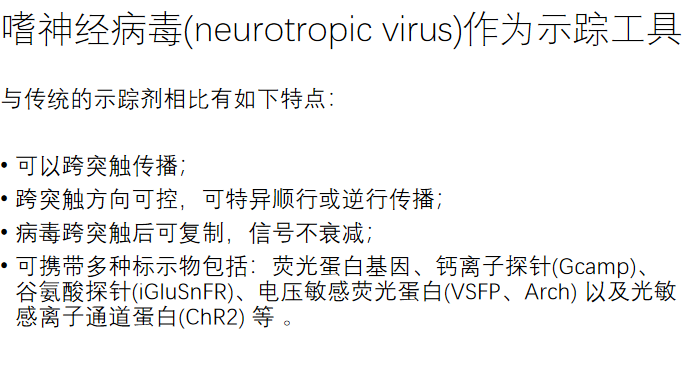 嗜神经病毒(neurotropic virus)作为示踪工具
与传统的示踪剂相比有如下特点：
• 可以跨突触传播；
• 跨突触方向可控，可特异顺行或逆行传播；
• 病毒跨突触后可复制，信号不衰减；
• 可携带多种标示物包括：荧光蛋白基因、钙离子探针(Gcamp)、
谷氨酸探针(iGluSnFR)、电压敏感荧光蛋白(VSFP、Arch) 以及光敏
感离子通道蛋白(ChR2) 等 。